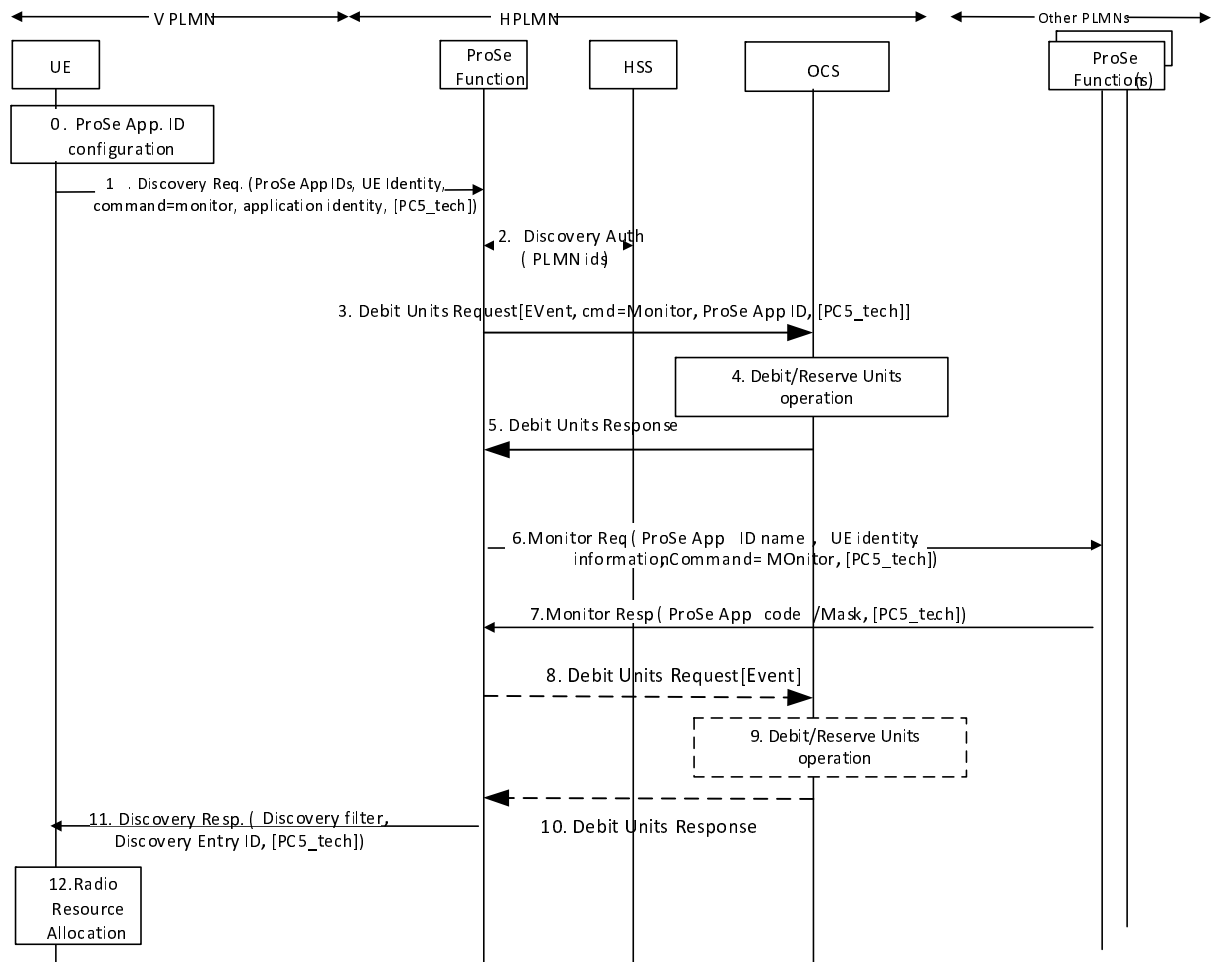 V PLMN
HPLMN
Other PLMNs
UE
ProSe
Function
HSS
OCS
ProSe
Function(s)
0. ProSe App. ID
configuration
1 . Discovery Req. (ProSe App IDs, UE Identity,
command=monitor, application identity, [PC5_tech])
2. Discovery Auth
( PLMN ids)
3. Debit Units Request[EVent, cmd=Monitor, ProSe App ID, [PC5_tech]]
4. Debit/Reserve Units
operation
5. Debit Units Response
6.Monitor Req ( ProSe App ID name , UE identity.
information,Command= MOnitor, [PC5_tech])
7.Monitor Resp ( ProSe App code /Mask, [PC5_tech])
8. Debit Units Request[Event]
9. Debit/Reserve Units
operation
10. Debit Units Response
11. Discovery Resp. ( Discovery filter,
Discovery Entry ID, [PC5_tech])
12.Radio
Resource
Allocation